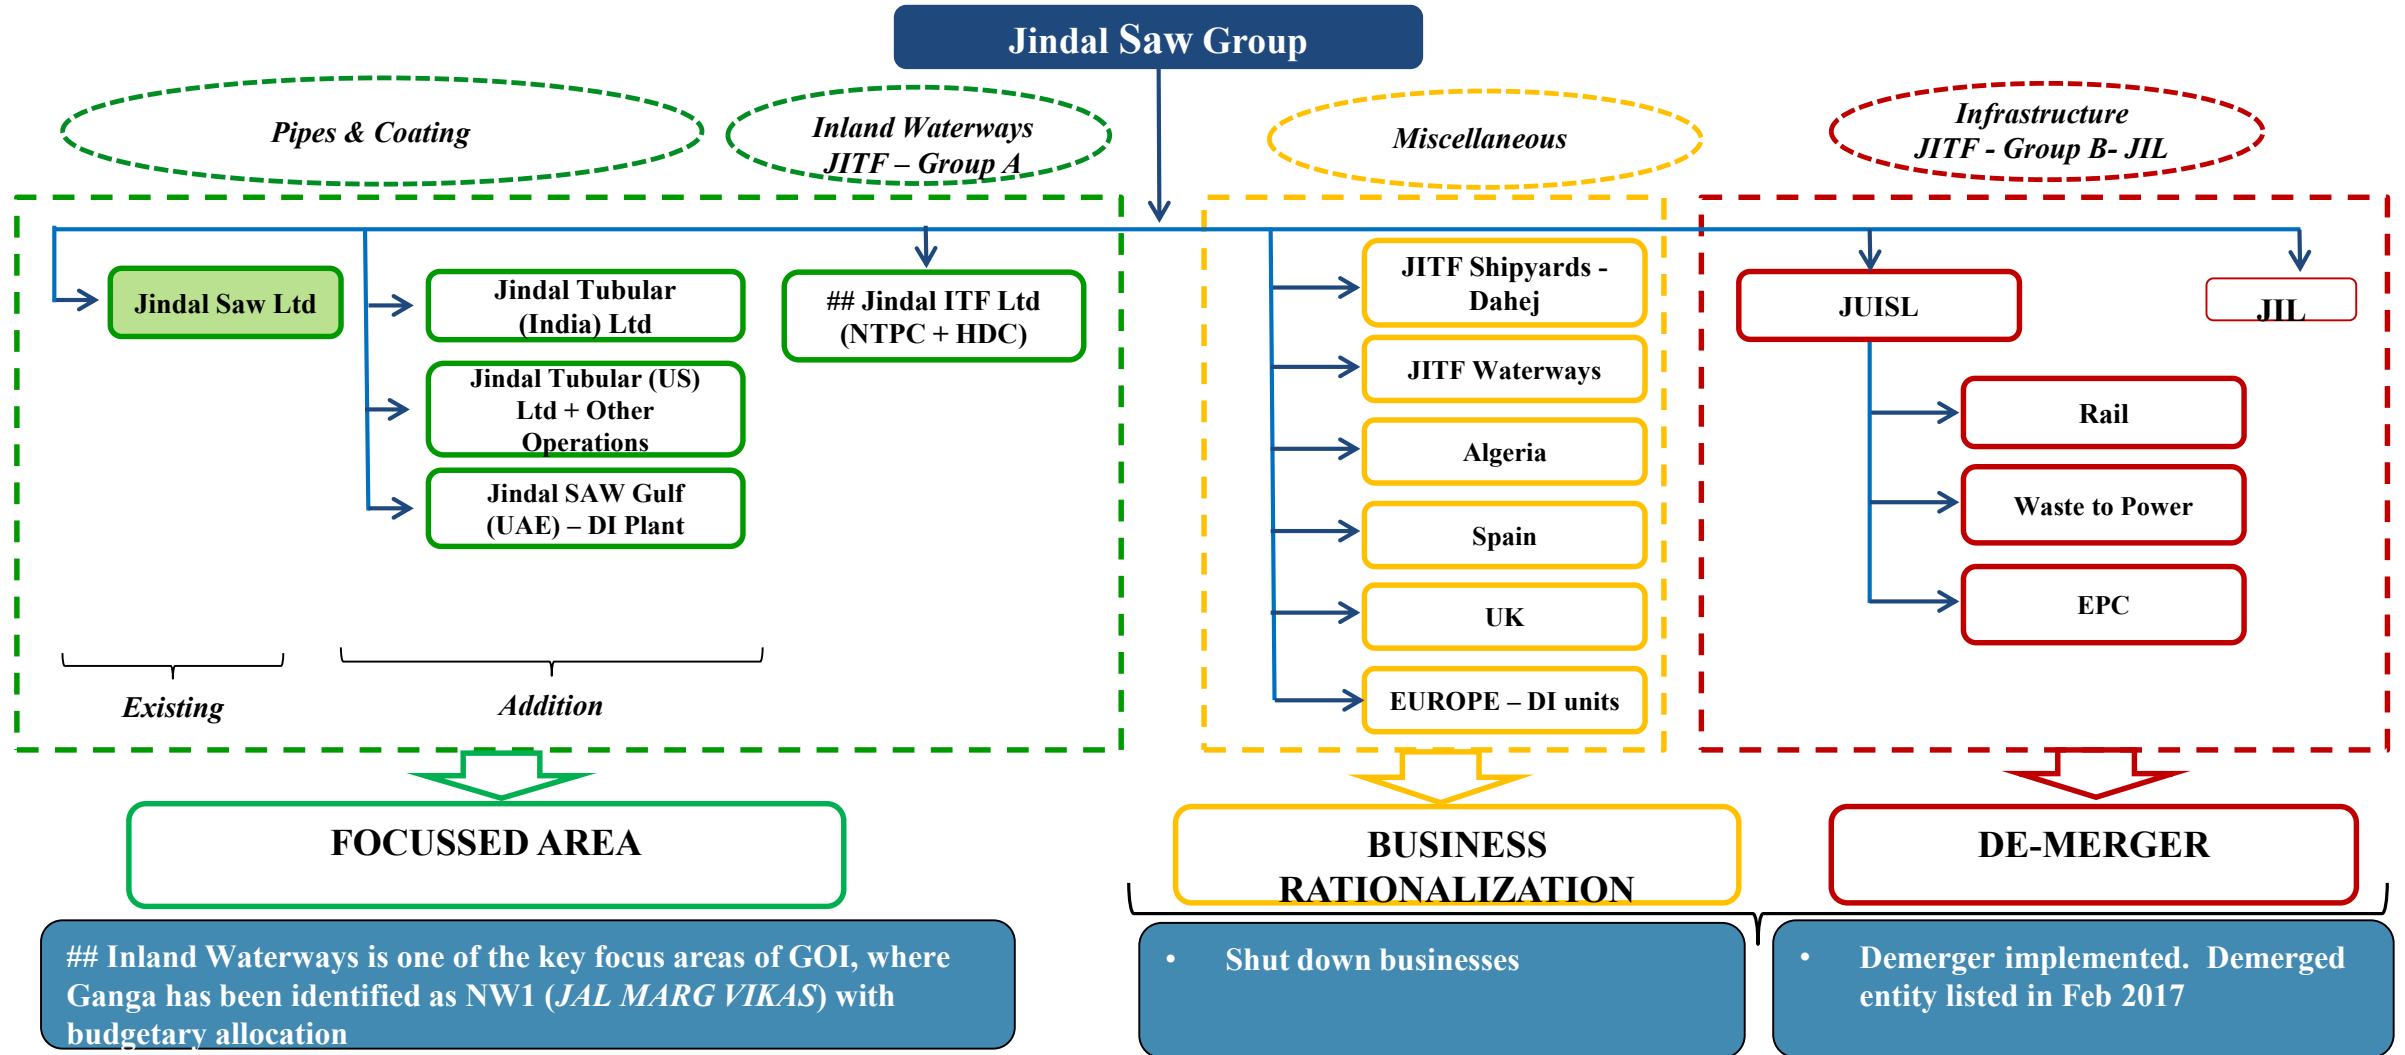 Jindal Saw Group
Pipes & Coating
Inland Waterways
JITF – Group A
Miscellaneous
Infrastructure
JITF - Group B- JIL
Jindal Saw Ltd
Jindal Tubular
(India) Ltd
Jindal Tubular (US)
Ltd + Other
Operations
Jindal SAW Gulf
(UAE) – DI Plant
## Jindal ITF Ltd
(NTPC + HDC)
JITF Shipyards -
Dahej
JITF Waterways
Algeria
Spain
UK
EUROPE – DI units
JUISL
JIL
Rail
Waste to Power
EPC
Existing
Addition
FOCUSSED AREA
BUSINESS
RATIONALIZATION
DE-MERGER
## Inland Waterways is one of the key focus areas of GOI, where
Ganga has been identified as NW1 (JAL MARG VIKAS) with
budgetary allocation
• Shut down businesses
• Demerger implemented. Demerged
entity listed in Feb 2017